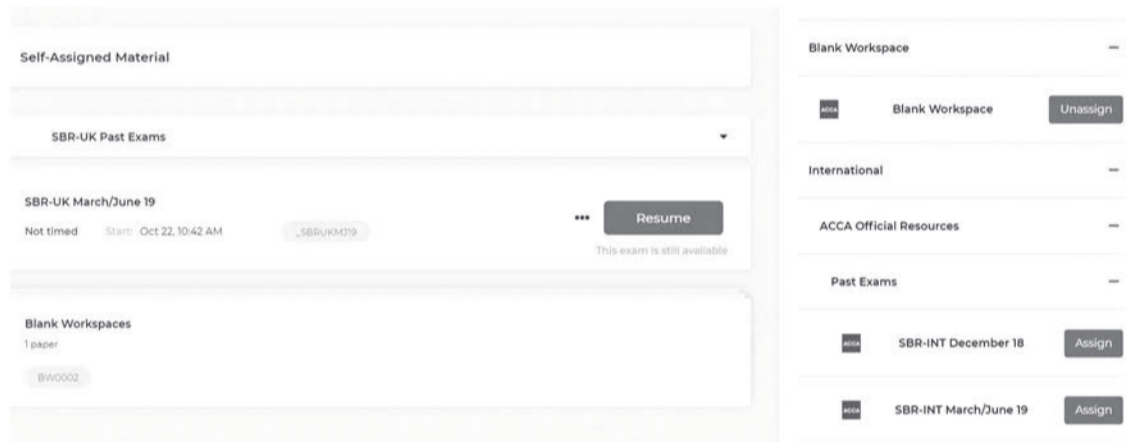 Self-Assigned Material
SBR-UK Past Exams
SBR-UK March/June 19
Not timed Start: Oct 22, 10:42 AM _SBRUKMJ19
Resume
This exam is still available
Blank Workspaces
1 paper
BW0002
Blank Workspace
ACCA Blank Workspace Unassign
International
ACCA Official Resources
Past Exams
ACCA SBR-INT December 18 Assign
ACCA SBR-INT March/June 19 Assign